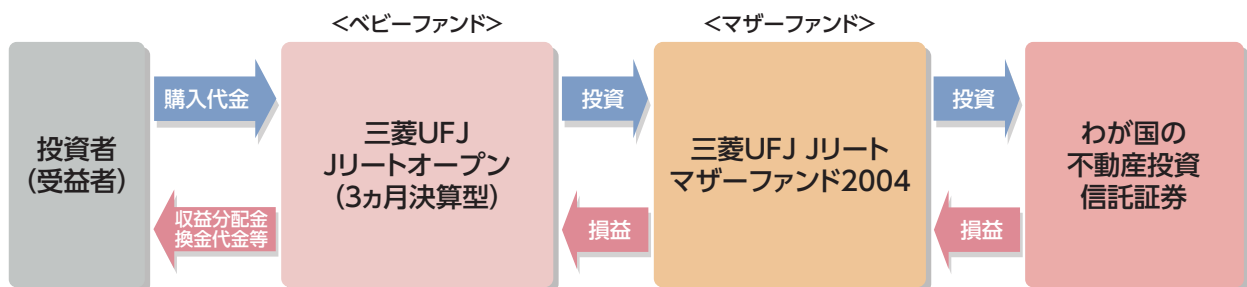 <ベビーファンド>
<マザーファンド>
投資者
(受益者)
購入代金
収益分配金
換金代金等
三菱UFJ
Jリートオープン
(3ヵ月決算型)
投資
損益
三菱UFJ Jリート
マザーファンド2004
投資
損益
わが国の
不動産投資
信託証券